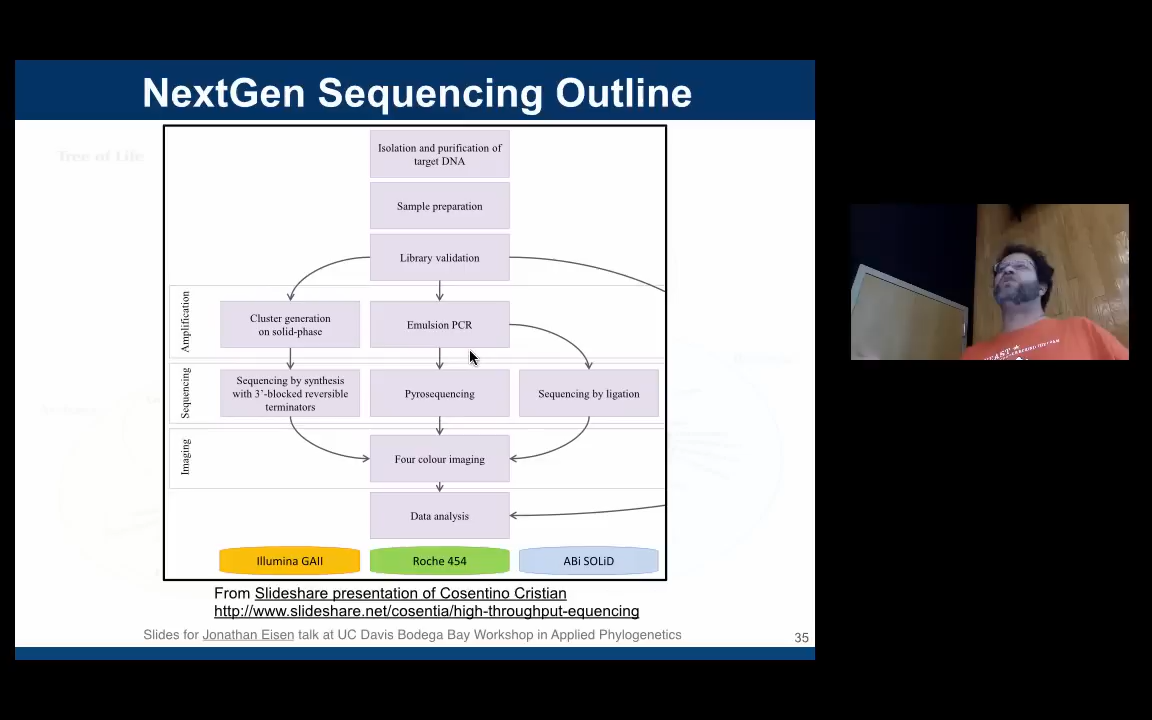 NextGen Sequencing Outline
Tree of Life
Isolation and purification of
target DNA
Sample preparation
Library validation
Amplification
Cluster generation
on solid-phase
Emulsion PCR
Sequencing
Sequencing by synthesis
with 3'-blocked reversible
terminators
Pyrosequencing
Sequencing by ligation
Imaging
Four colour imaging
Data analysis
Illumina GAII
Roche 454
ABi SOLiD
From Slideshare presentation of Cosentino Cristian
http://www.slideshare.net/cosentia/high-throughput-equencing
Slides for Jonathan Eisen talk at UC Davis Bodega Bay Workshop in Applied Phylogenetics
35